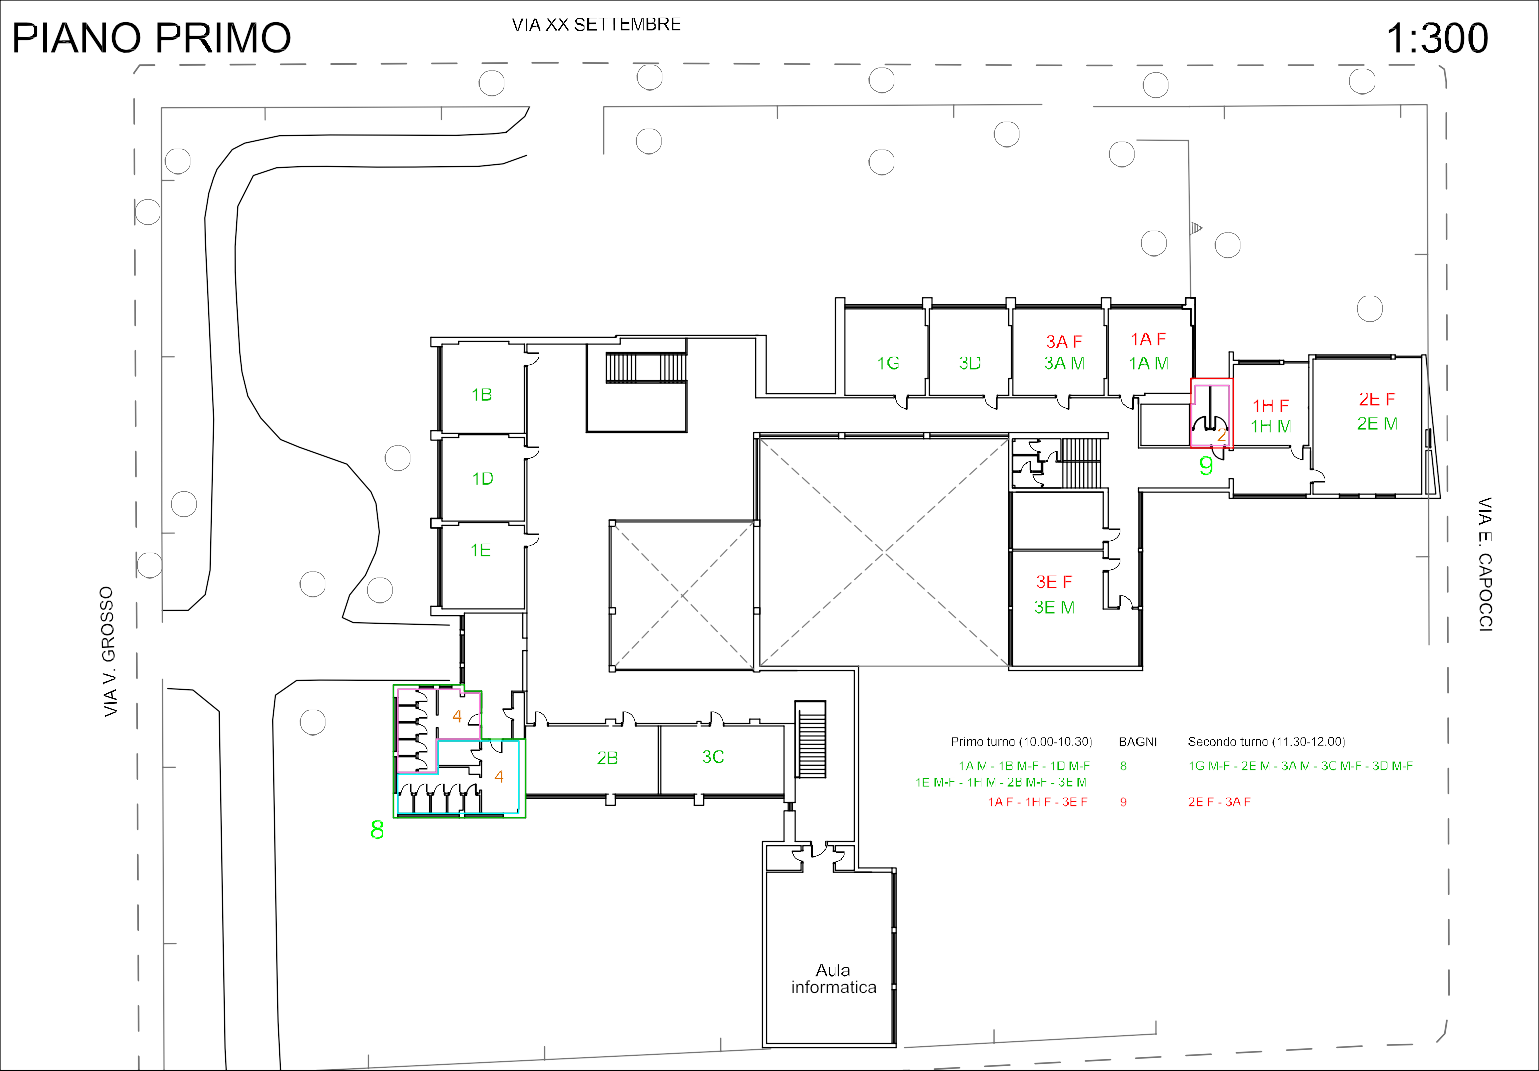 PIANO PRIMO
VIA XX SETTEMBRE
1:300
1G
3D
3A F
3A M
1A F
1A M
1B
1H F
1H M
2E F
2E M
2
9
1D
1E
3E F
3E M
VIA V. GROSSO
VIA E. CAPOCCI
4
4
2B
3C
8
Primo turno (10.00-10.30) BAGNI Secondo turno (11.30-12.00)
1A M - 1B M-F - 1D M-F 8 1G M-F - 2E M - 3A M - 3C M-F - 3D M-F
1E M-F - 1H M - 2B M-F - 3E M
1A F - 1H F - 3E F 9 2E F - 3A F
Aula
informatica